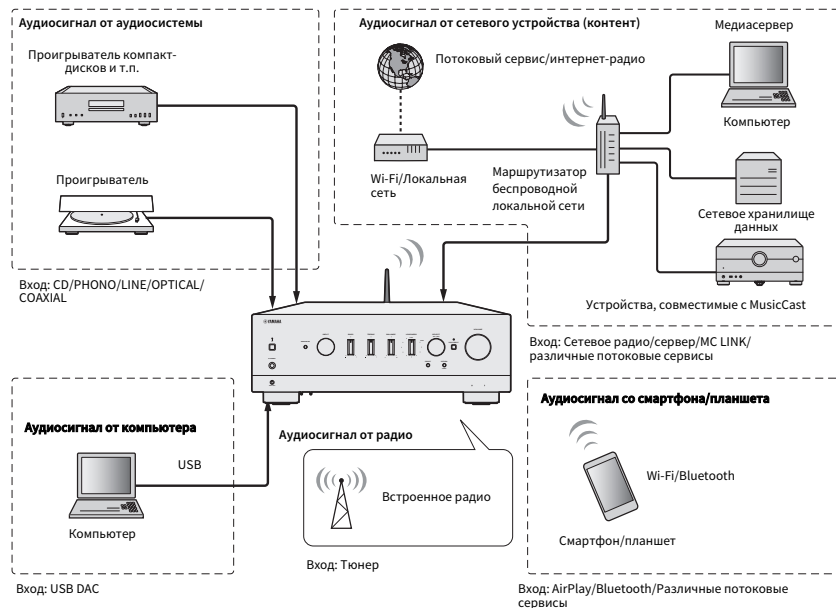 Аудиосигнал от аудиосистемы
Проигрыватель компакт-
дисков и т.п.
Проигрыватель
Вход: CD/PHONO/LINE/OPTICAL/
COAXIAL
Аудиосигнал от сетевого устройства (контент)
Потоковый сервис/интернет-радио
Wi-Fi/Локальная
сеть
Маршрутизатор
беспроводной
локальной сети
Медиасервер
Компьютер
Сетевое хранилище
данных
Устройства, совместимые с MusicCast
Вход: Сетевое радио/сервер/MC LINK/
различные потоковые сервисы
YAMAHA
Аудиосигнал от компьютера
USB
Компьютер
Вход: USB DAC
Аудиосигнал от радио
Встроенное радио
Вход: Тюнер
Аудиосигнал со смартфона/планшета
Wi-Fi/Bluetooth
Смартфон/планшет
Вход: AirPlay/Bluetooth/Различные потоковые
сервисы